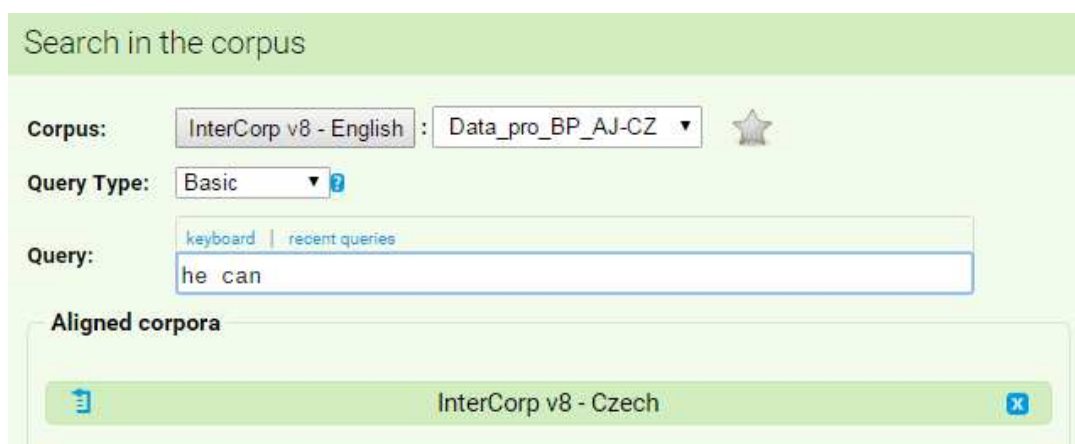 Search in the corpus
Corpus: InterCorp v8 - English : Data_pro_BP_AJ-CZ
Query Type: Basic ?
keyboard | recent queries
Query: he can
Aligned corpora
InterCorp v8 - Czech x